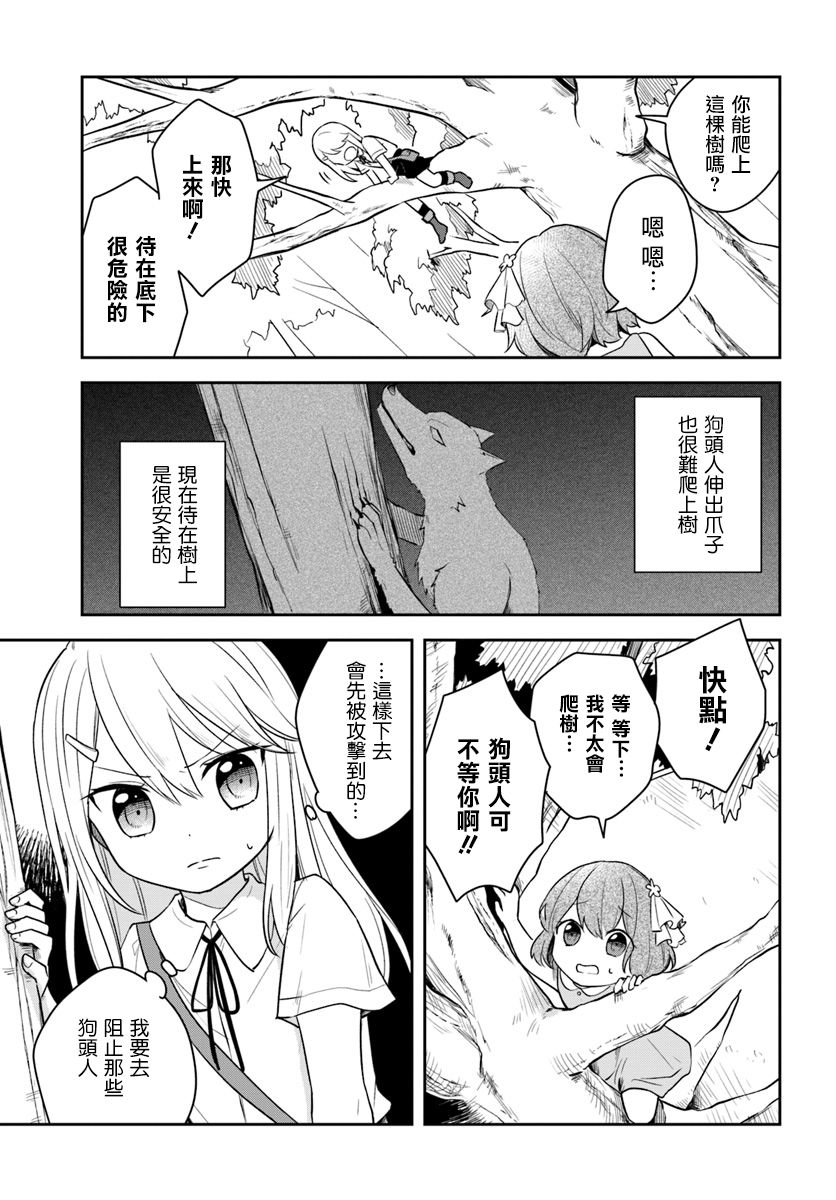 你能爬上
這棵樹嗎?
嗯嗯…
那快
上來啊!
待在底下
很危險的
狗頭人伸出爪子
也很難爬上樹
現在待在樹上
是很安全的
快點!
等 等下…
我不太會
爬樹…
狗頭人可
不等你啊!!
…這樣下去
會先被攻擊到的…
我要去
阻止那些
狗頭人